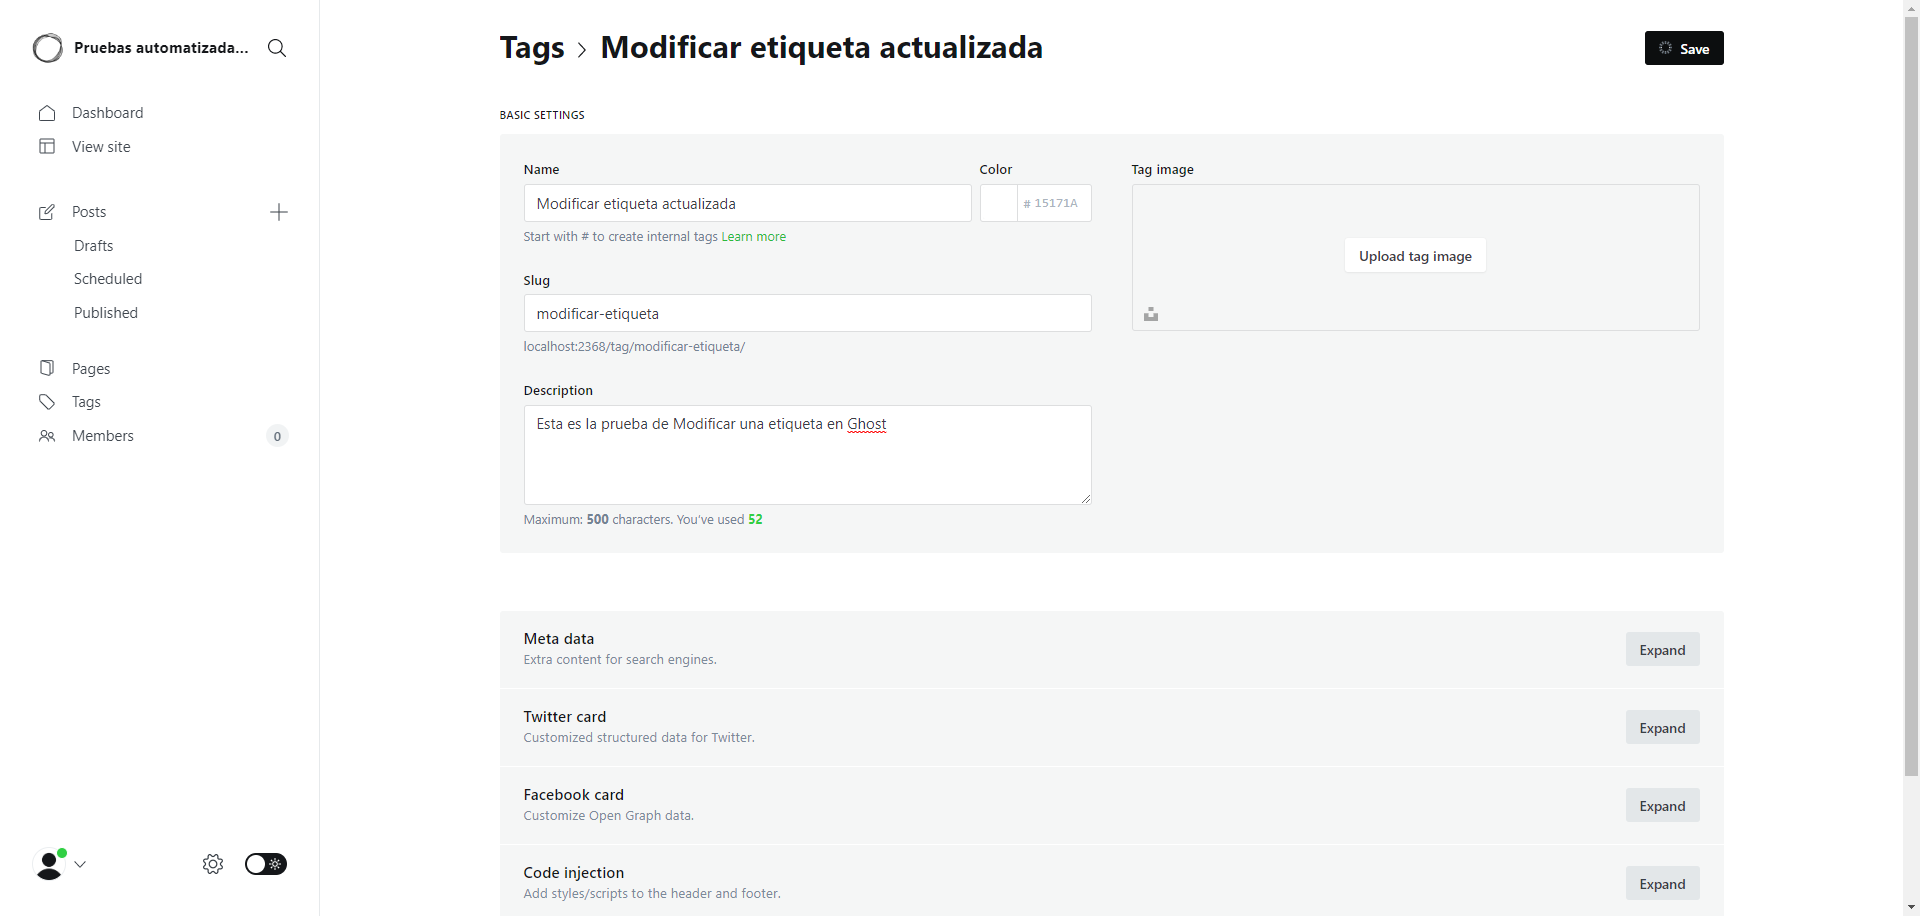 Pruebas automatizada...
Dashboard
View site
Posts
Drafts
Scheduled
Published
Pages
Tags
Members 0
Tags > Modificar etiqueta actualizada
Save
BASIC SETTINGS
Name
Modificar etiqueta actualizada
Start with # to create internal tags Learn more
Color
# 15171A
Slug
modificar-etiqueta
localhost:2368/tag/modificar-etiqueta/
Description
Esta es la prueba de Modificar una etiqueta en Ghost
Maximum: 500 characters. You've used 52
Tag image
Upload tag image
Meta data
Extra content for search engines.
Expand
Twitter card
Customized structured data for Twitter.
Expand
Facebook card
Customize Open Graph data.
Expand
Code injection
Add styles/scripts to the header and footer.
Expand